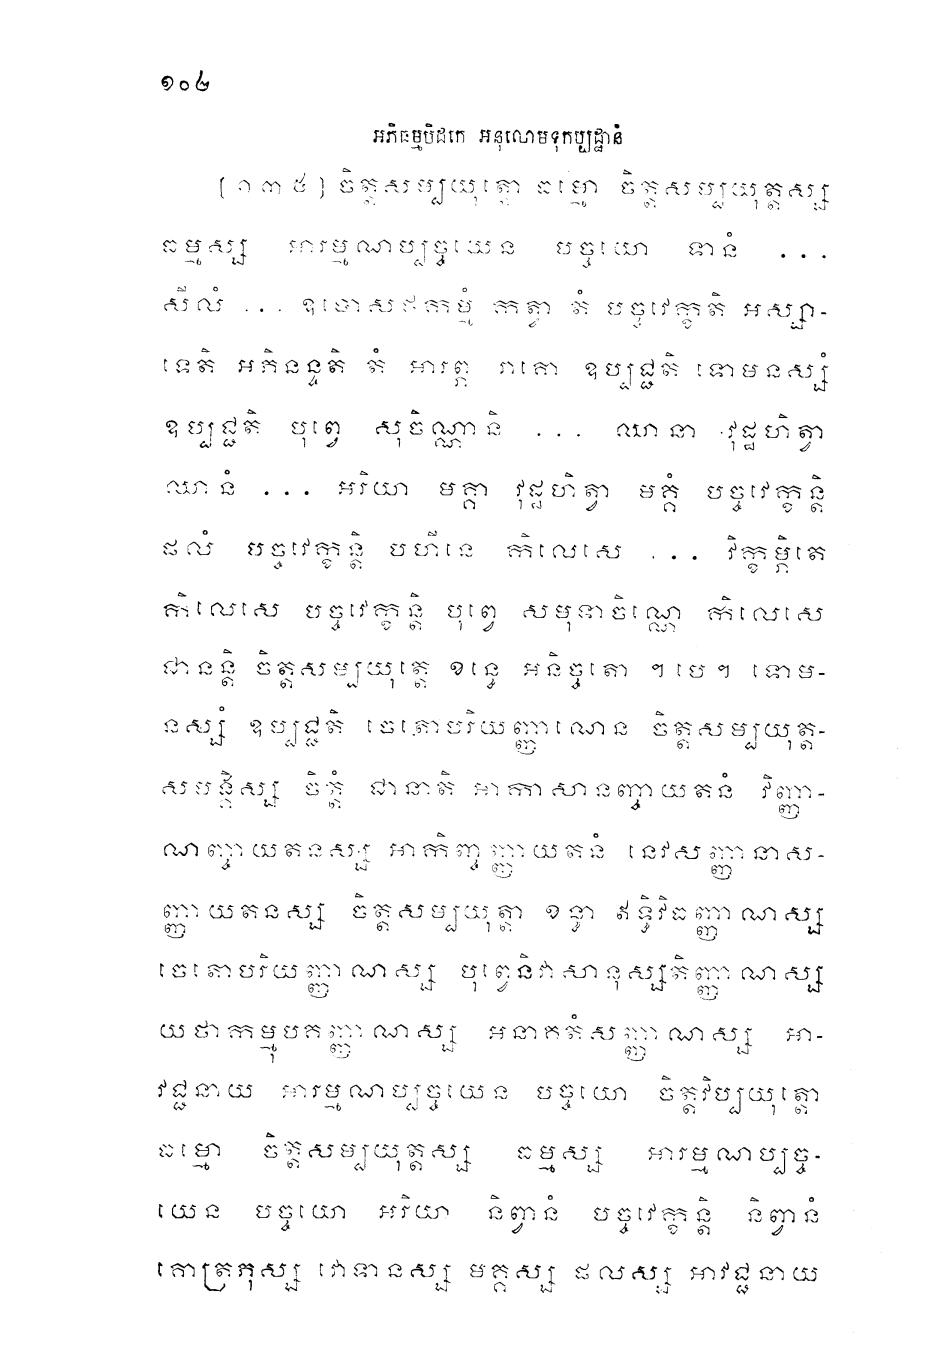 ១០៤
អភិធម្មបិដកេ អនុលោមទុកប្បដ្ឋានំ
[១៣៥] ចិត្តសម្បយុត្តោ ធម្មោ ចិត្តសម្បយុត្តស្ស
ធម្មស្ស អារម្មណប្បច្ចយេន បច្ចយោ ទានំ ...
សីលំ ... ឧបោសថកម្មំ កត្វា តំ បច្ចវេក្ខតិ អស្សា-
ទេតិ អភិនន្ទតិ តំ អារព្ភ រាគោ ឧប្បជ្ជតិ ទោមនស្សំ
ឧប្បជ្ជតិ បុព្វេ សុចិណ្ណានិ ... ឈានា វុដ្ឋហិត្វា
ឈានំ ... អរិយា មគ្គា វុដ្ឋហិត្វា មគ្គំ បច្ចវេក្ខន្តិ
ផលំ បច្ចវេក្ខន្តិ បហីនេ កិលេសេ ... វិក្ខម្ភិតេ
កិលេសេ បច្ចវេក្ខន្តិ បុព្វេ សមុទាចិណ្ណេ កិលេសេ
ជានន្តិ ចិត្តសម្បយុត្តេ ខន្ធេ អនិច្ចតោ ។បេ។ ទោម-
នស្សំ ឧប្បជ្ជតិ ចេតោបរិយញ្ញាណេន ចិត្តសម្បយុត្ត-
សមង្គិស្ស ចិត្តំ ជានាតិ អាកាសានញ្ចាយតនំ វិញ្ញា-
ណញ្ចាយតនស្ស អាកិញ្ចញ្ញាយតនំ នេវសញ្ញានាស-
ញ្ញាយតនស្ស ចិត្តសម្បយុត្តា ខន្ធា ឥទ្ធិវិធញ្ញាណស្ស
ចេតោបរិយញ្ញាណស្ស បុព្វេនិវាសានុស្សតិញ្ញាណស្ស
យថាកម្មុបគញ្ញាណស្ស អនាគតំសញ្ញាណស្ស អា-
វជ្ជនាយ អារម្មណប្បច្ចយេន បច្ចយោ ចិត្តវិប្បយុត្តោ
ធម្មោ ចិត្តសម្បយុត្តស្ស ធម្មស្ស អារម្មណប្បច្ច-
យេន បច្ចយោ អរិយា និព្វានំ បច្ចវេក្ខន្តិ និព្វានំ
គោត្រភុស្ស វោទានស្ស មគ្គស្ស ផលស្ស អាវជ្ជនាយ